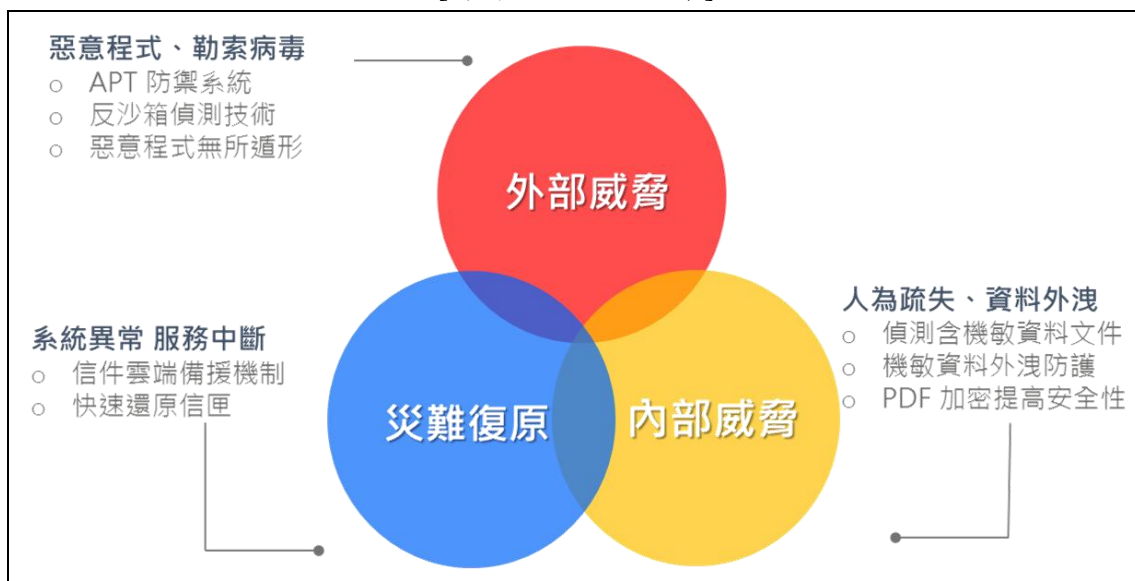 惡意程式、勒索病毒
○ APT 防禦系統
○ 反沙箱偵測技術
○ 惡意程式無所遁形
外部威脅
系統異常 服務中斷
○ 信件雲端備援機制
○ 快速還原信匣
災難復原
內部威脅
人為疏失、資料外洩
○ 偵測含機敏資料文件
○ 機敏資料外洩防護
○ PDF 加密提高安全性